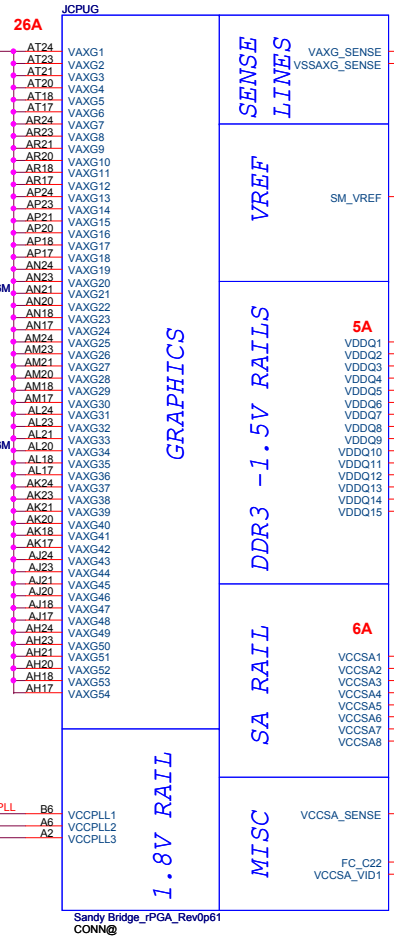 JCPUG
26A
AT24 VAXG1
AT23 VAXG2
AT21 VAXG3
AT20 VAXG4
AT18 VAXG5
AT17 VAXG6
AR24 VAXG7
AR23 VAXG8
AR21 VAXG9
AR20 VAXG10
AR18 VAXG11
AR17 VAXG12
AP24 VAXG13
AP23 VAXG14
AP21 VAXG15
AP20 VAXG16
AP18 VAXG17
AP17 VAXG18
AN24 VAXG19
AN23 VAXG20
AN21 VAXG21
AN20 VAXG22
AN18 VAXG23
AN17 VAXG24
AM24 VAXG25
AM23 VAXG26
AM21 VAXG27
AM20 VAXG28
AM18 VAXG29
AM17 VAXG30
AL24 VAXG31
AL23 VAXG32
AL21 VAXG33
AL20 VAXG34
AL18 VAXG35
AL17 VAXG36
AK24 VAXG37
AK23 VAXG38
AK21 VAXG39
AK20 VAXG40
AK18 VAXG41
AK17 VAXG42
AJ24 VAXG43
AJ23 VAXG44
AJ21 VAXG45
AJ20 VAXG46
AJ18 VAXG47
AJ17 VAXG48
AH24 VAXG49
AH23 VAXG50
AH21 VAXG51
AH20 VAXG52
AH18 VAXG53
AH17 VAXG54
GRAPHICS
B6 VCCPLL1
A6 VCCPLL2
A2 VCCPLL3
1.8V RAIL
SENSE
LINES
VAXG_SENSE
VSSAXG_SENSE
VREF
SM_VREF
DDR3 -1.5V RAILS
5A
VDDQ1
VDDQ2
VDDQ3
VDDQ4
VDDQ5
VDDQ6
VDDQ7
VDDQ8
VDDQ9
VDDQ10
VDDQ11
VDDQ12
VDDQ13
VDDQ14
VDDQ15
SA RAIL
6A
VCCSA1
VCCSA2
VCCSA3
VCCSA4
VCCSA5
VCCSA6
VCCSA7
VCCSA8
MISC
VCCSA_SENSE
FC_C22
VCCSA_VID1
Sandy Bridge_rPGA_Rev0p61
CONN@